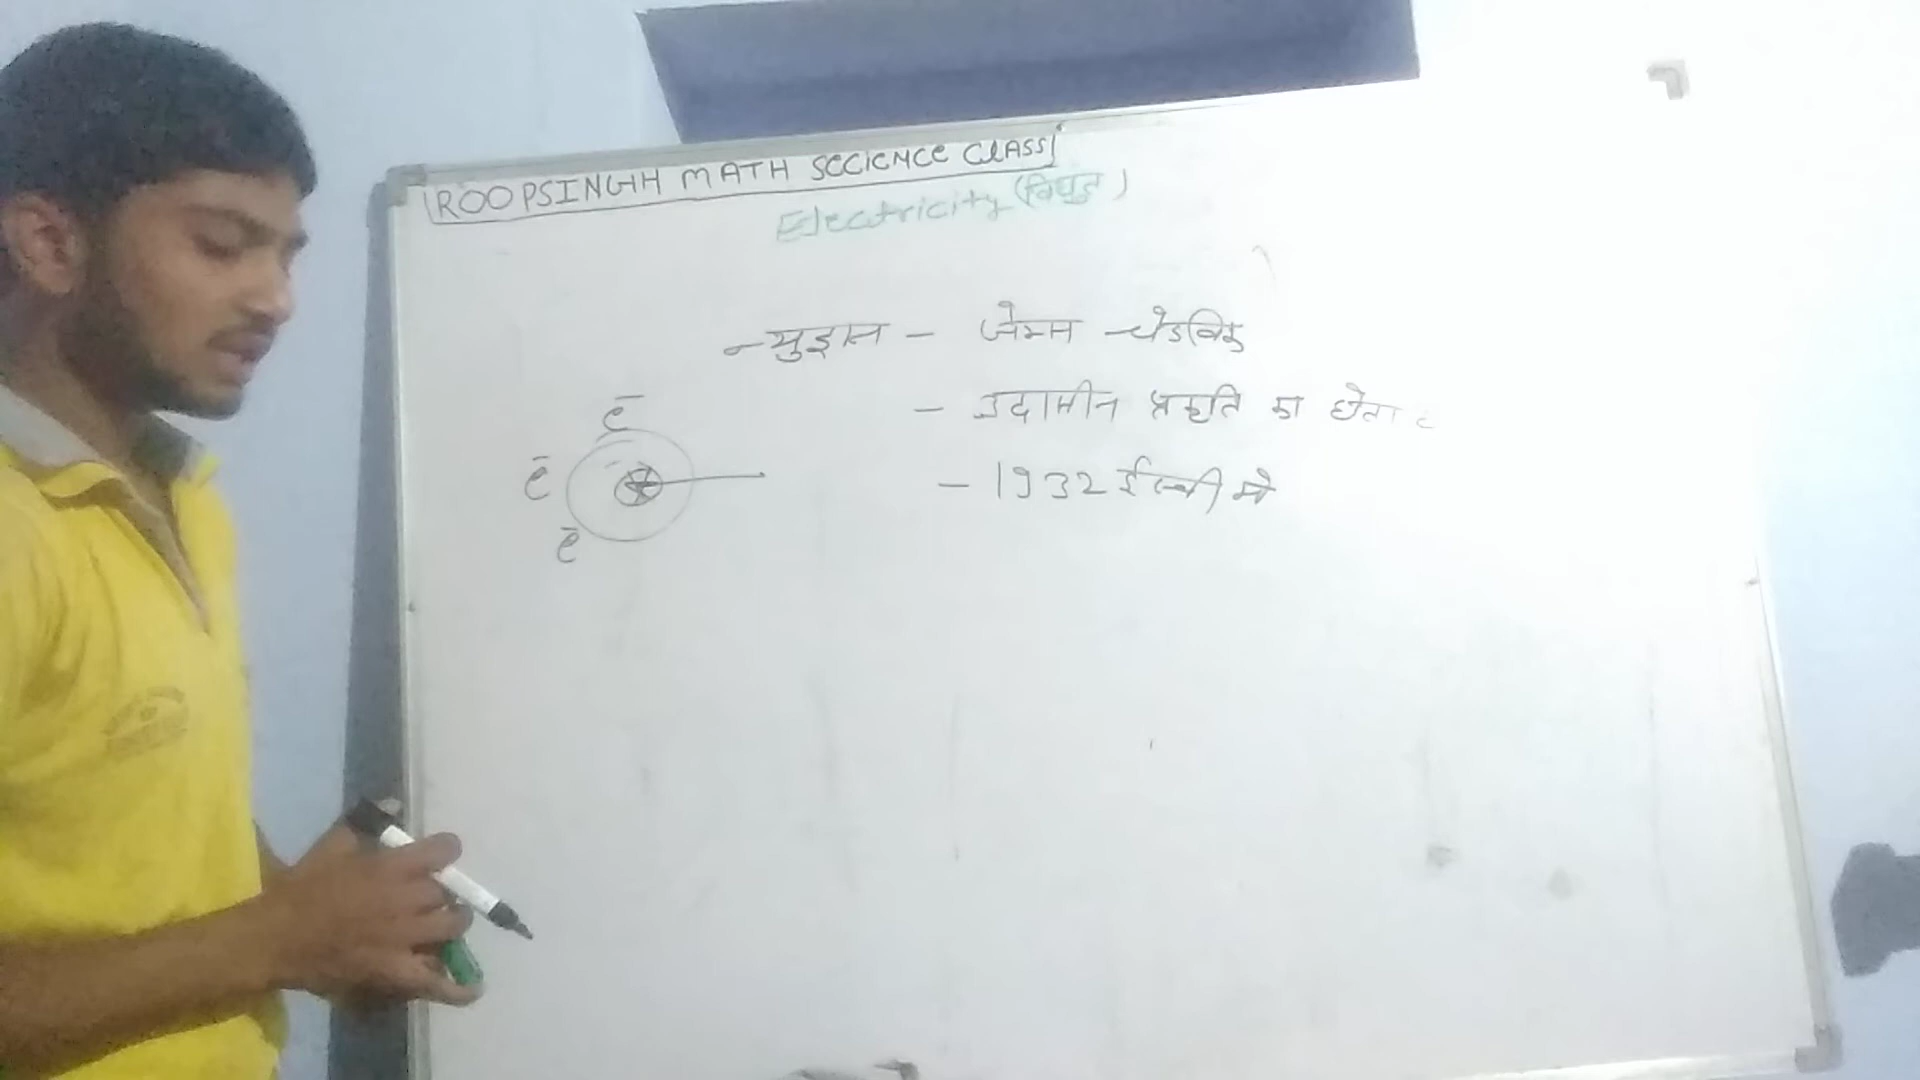 ROOPSINGH MATH SCCIENCE CLASS
Electricity (विधुत)
न्युट्रान - जेम्स चेडविक
- उदासीन प्रकृति का होता है
e⁻
e⁻
- 1932 ईस्वी मे
e⁻